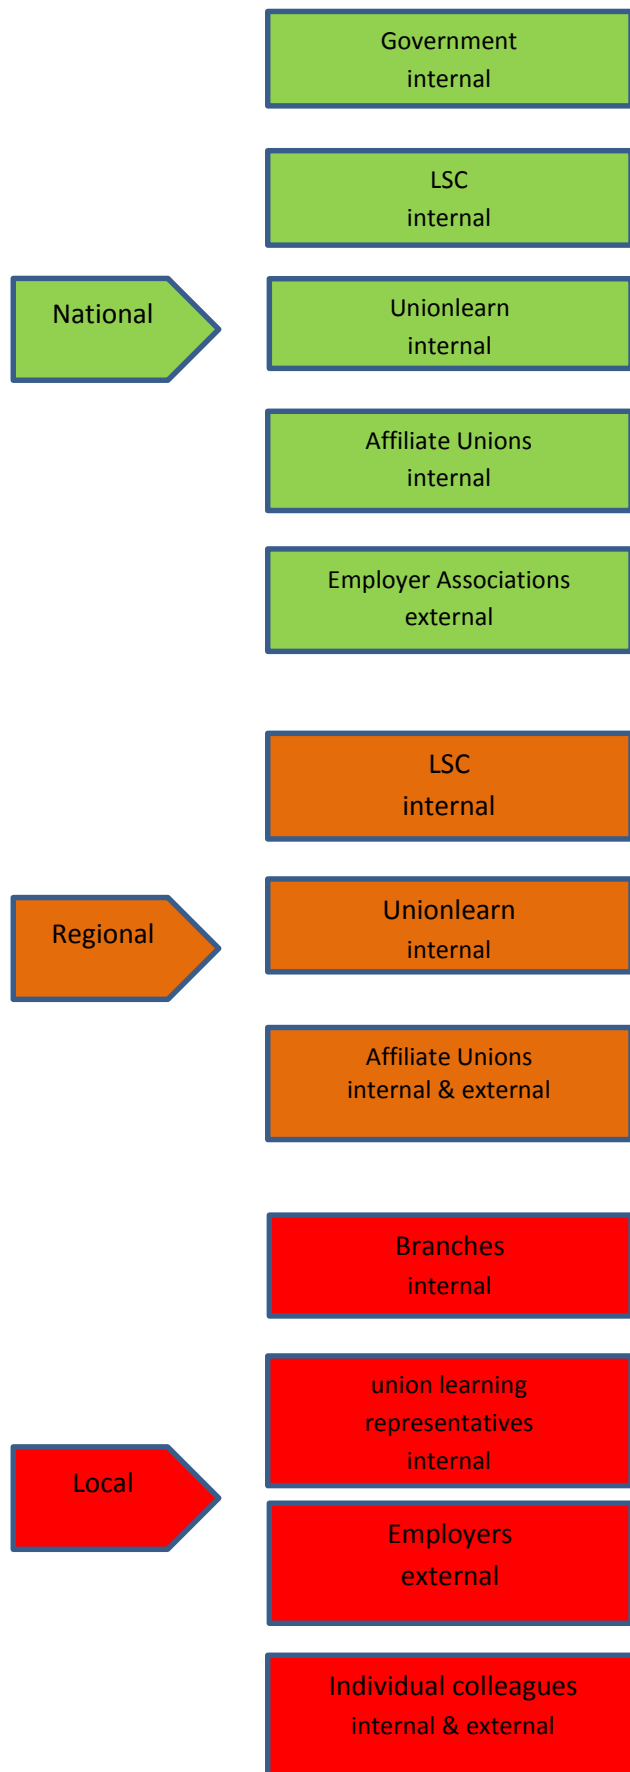 Government
internal
LSC
internal
National
Unionlearn
internal
Affiliate Unions
internal
Employer Associations
external
LSC
internal
Regional
Unionlearn
internal
Affiliate Unions
internal & external
Branches
internal
union learning
representatives
internal
Local
Employers
external
Individual colleagues
internal & external